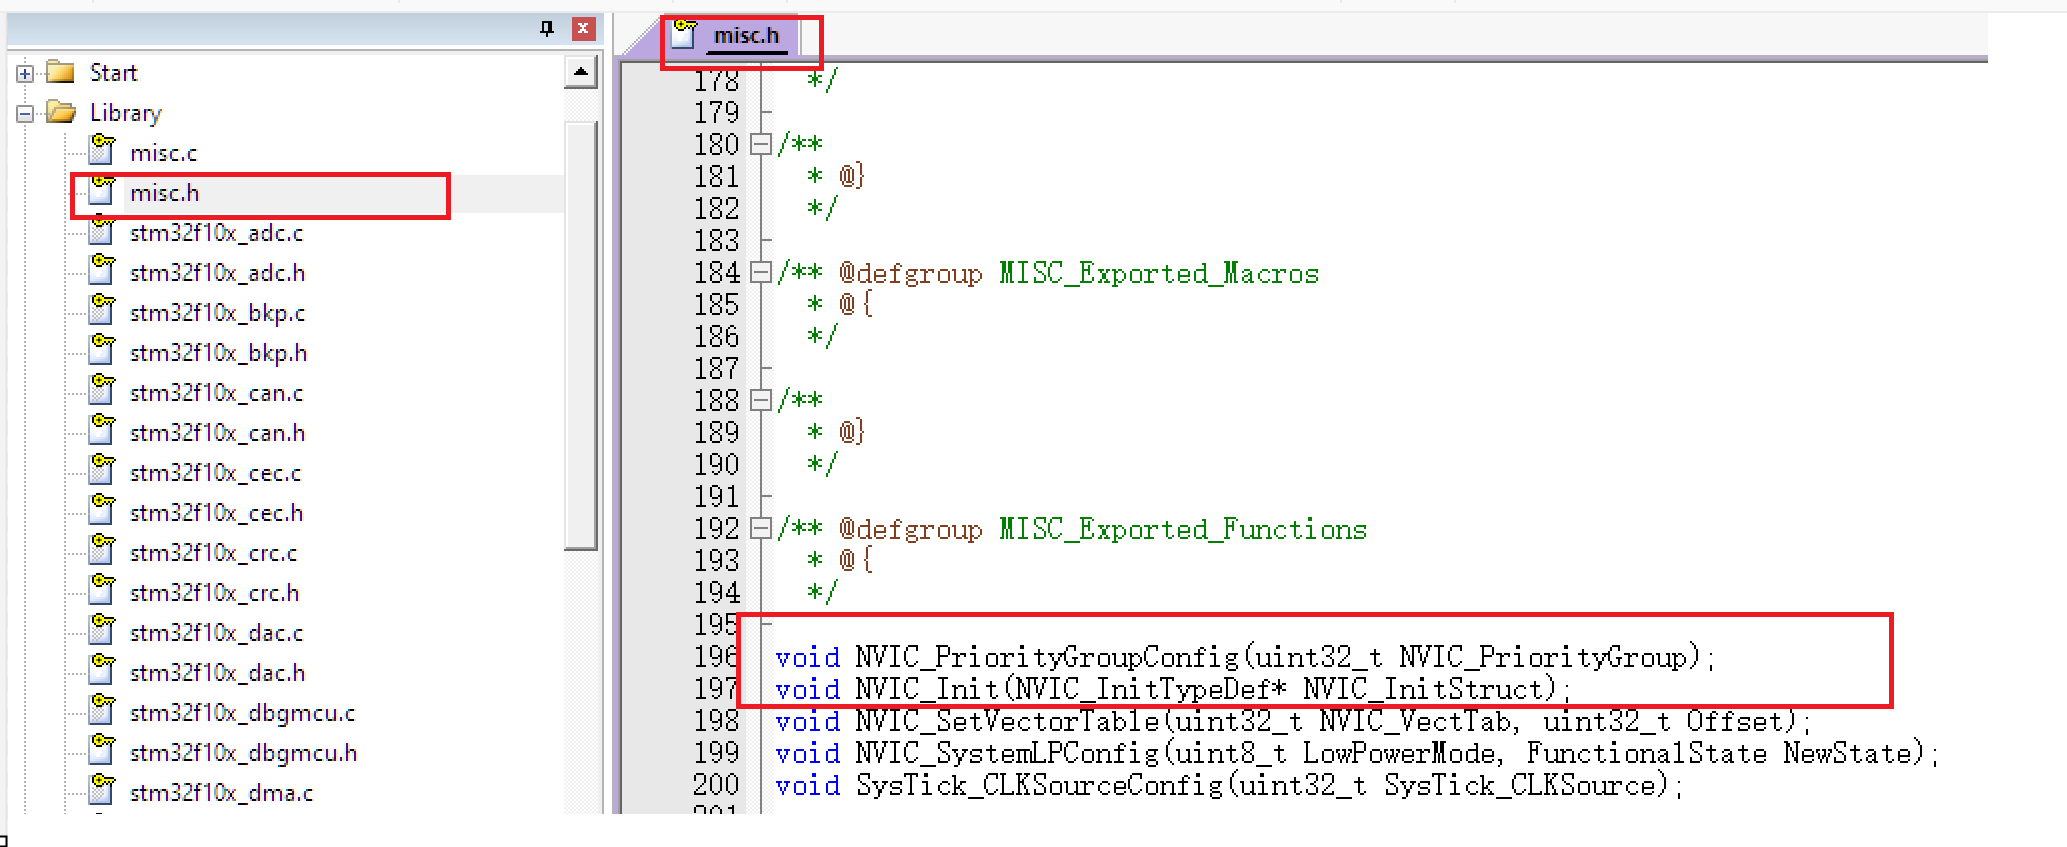 Start
Library
misc.c
misc.h
stm32f10x_adc.c
stm32f10x_adc.h
stm32f10x_bkp.c
stm32f10x_bkp.h
stm32f10x_can.c
stm32f10x_can.h
stm32f10x_cec.c
stm32f10x_cec.h
stm32f10x_crc.c
stm32f10x_crc.h
stm32f10x_dac.c
stm32f10x_dac.h
stm32f10x_dbgmcu.c
stm32f10x_dbgmcu.h
stm32f10x_dma.c
misc.h
178 */
179
180 /**
181 * @}
182 */
183
184 /** @defgroup MISC_Exported_Macros
185 * @{
186 */
187
188 /**
189 * @}
190 */
191
192 /** @defgroup MISC_Exported_Functions
193 * @{
194 */
195
196 void NVIC_PriorityGroupConfig(uint32_t NVIC_PriorityGroup);
197 void NVIC_Init(NVIC_InitTypeDef* NVIC_InitStruct);
198 void NVIC_SetVectorTable(uint32_t NVIC_VectTab, uint32_t Offset);
199 void NVIC_SystemLPConfig(uint8_t LowPowerMode, FunctionalState NewState);
200 void SysTick_CLKSourceConfig(uint32_t SysTick_CLKSource);
201